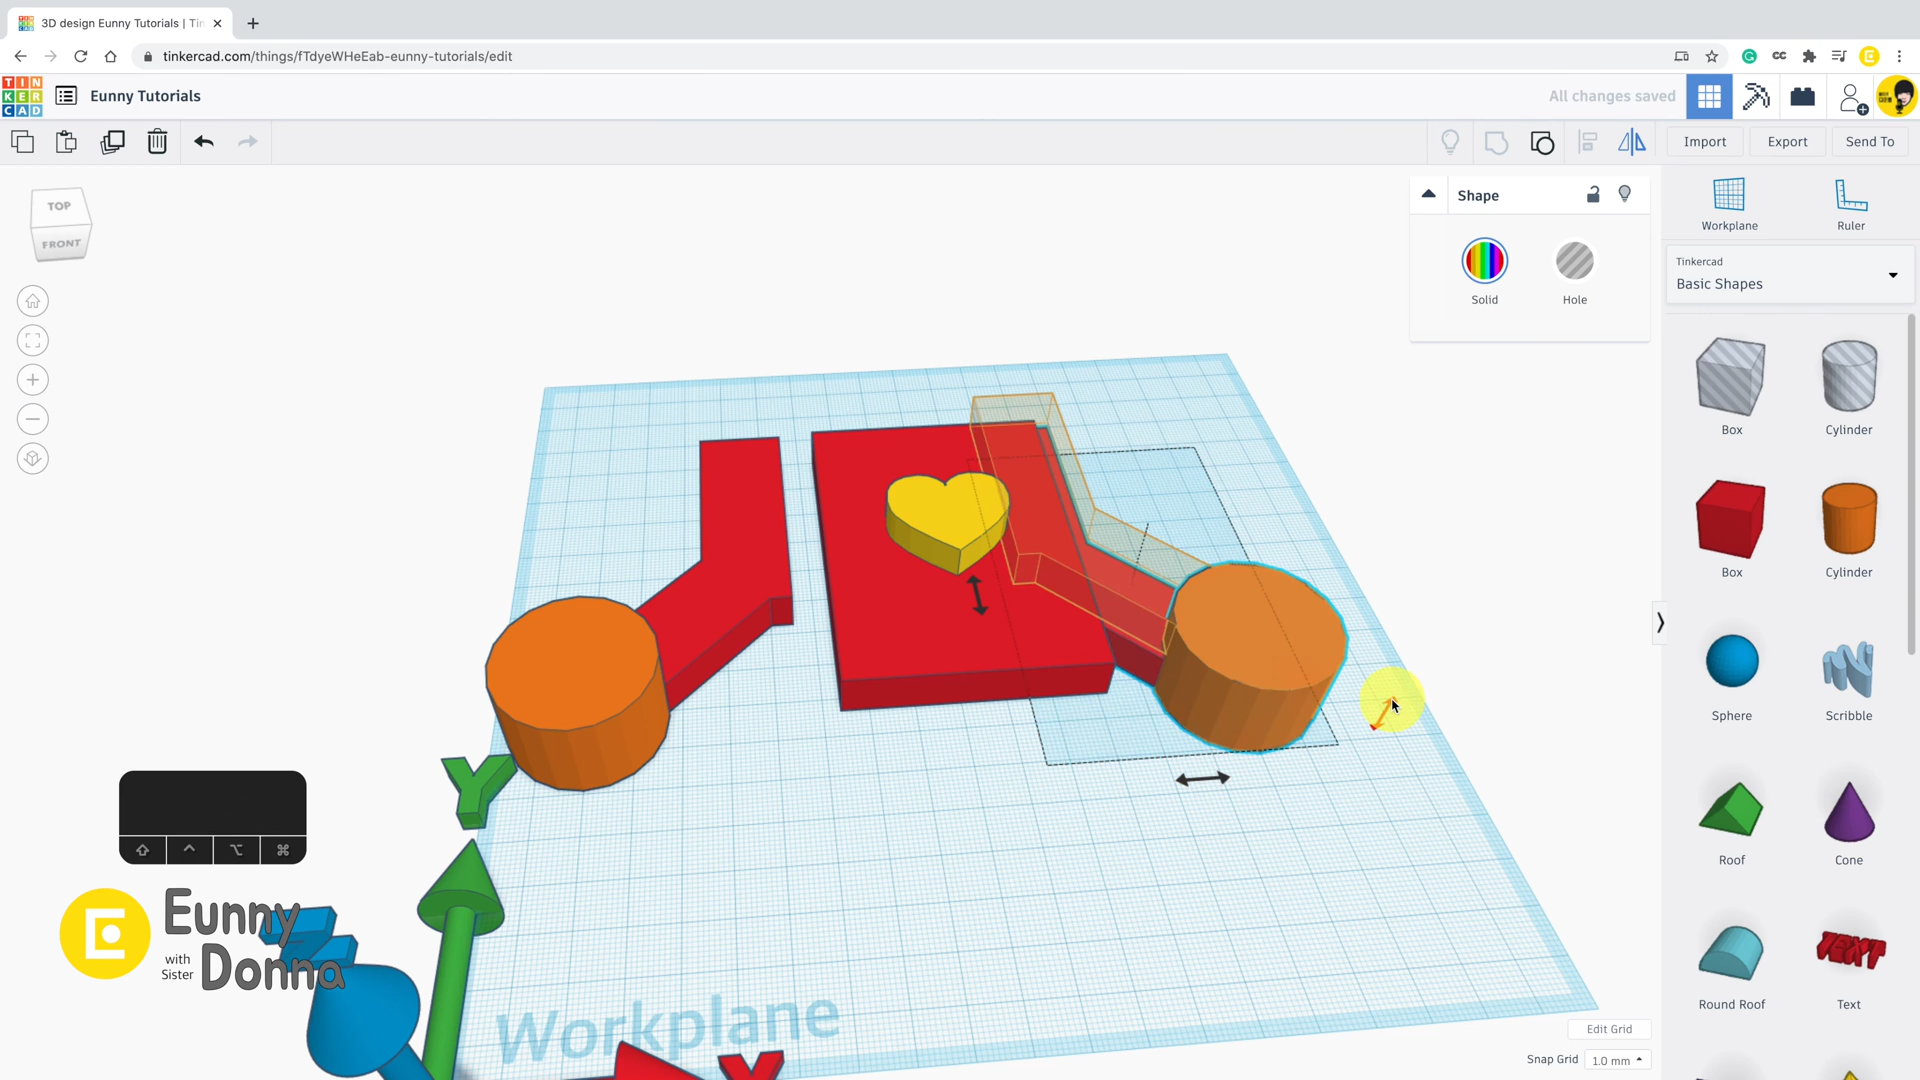 3D design Eunny Tutorials | Tin
tinkercad.com/things/fTdyeWHeEab-eunny-tutorials/edit
CC
TIN
KER
CAD
Eunny Tutorials
All changes saved
Import
Export
Send To
TOP
FRONT
Shape
Solid
Hole
Workplane
Ruler
Tinkercad
Basic Shapes
Box
Cylinder
Box
Cylinder
Sphere
Scribble
Roof
Cone
TEXT
Round Roof
Text
Y
Eunny
with
Sister
Donna
Workplane
X
Edit Grid
Snap Grid
1.0 mm